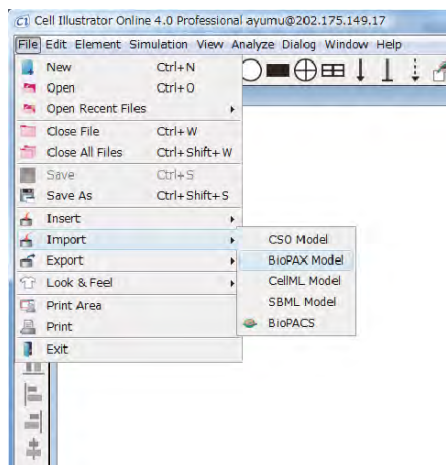 Cell Illustrator Online 4.0 Professional ayumu@202.175.149.17
File Edit Element Simulation View Analyze Dialog Window Help
New Ctrl+N
Open Ctrl+O
Open Recent Files
Close File Ctrl+W
Close All Files Ctrl+Shift+W
Save Ctrl+S
Save As Ctrl+Shift+S
Insert
Import
CSO Model
Export
BioPAX Model
Look & Feel
CellML Model
Print Area
SBML Model
Print
BioPACS
Exit